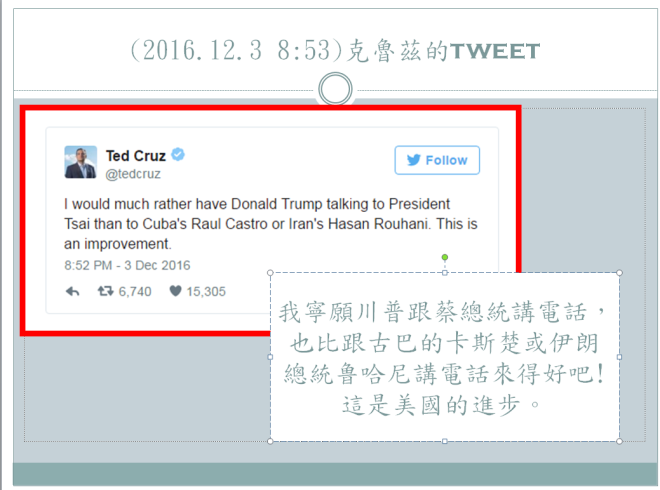 (2016.12.3 8:53)克魯茲的TWEET
Ted Cruz
@tedcruz
Follow
I would much rather have Donald Trump talking to President
Tsai than to Cuba's Raul Castro or Iran's Hasan Rouhani. This is
an improvement.
8:52 PM - 3 Dec 2016
6,740 15,305
我寧願川普跟蔡總統講電話，
也比跟古巴的卡斯楚或伊朗
總統魯哈尼講電話來得好吧!
這是美國的進步。